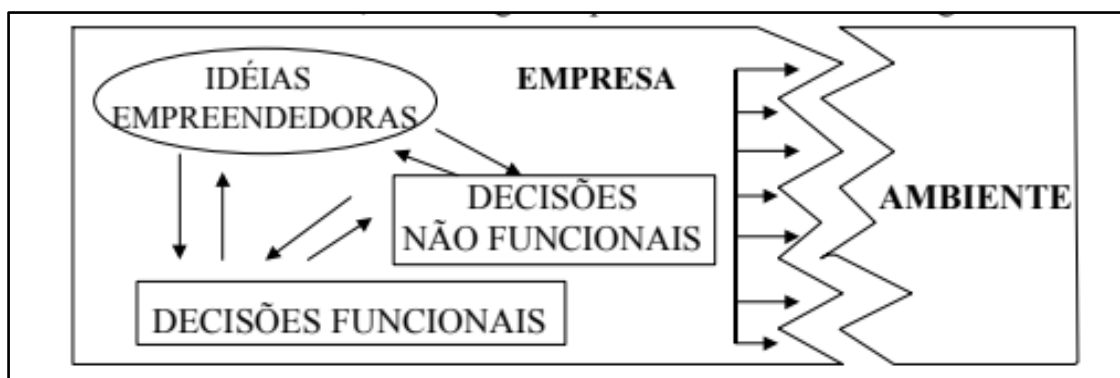 IDÉIAS
EMPREENDEDORAS
EMPRESA
DECISÕES
NÃO FUNCIONAIS
AMBIENTE
DECISÕES FUNCIONAIS